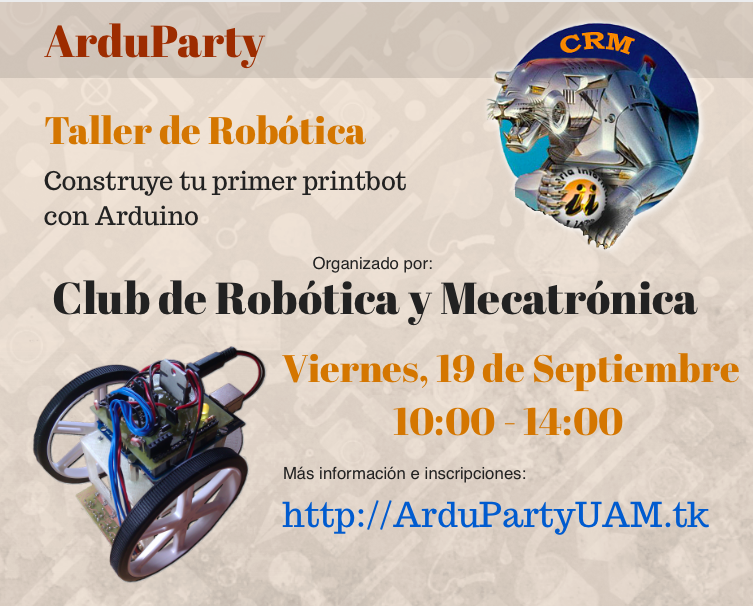 ArduParty
CRM
Taller de Robótica
Construye tu primer printbot
con Arduino
Organizado por:
Club de Robótica y Mecatrónica
Viernes, 19 de Septiembre
10:00 - 14:00
Más información e inscripciones:
http://ArduPartyUAM.tk